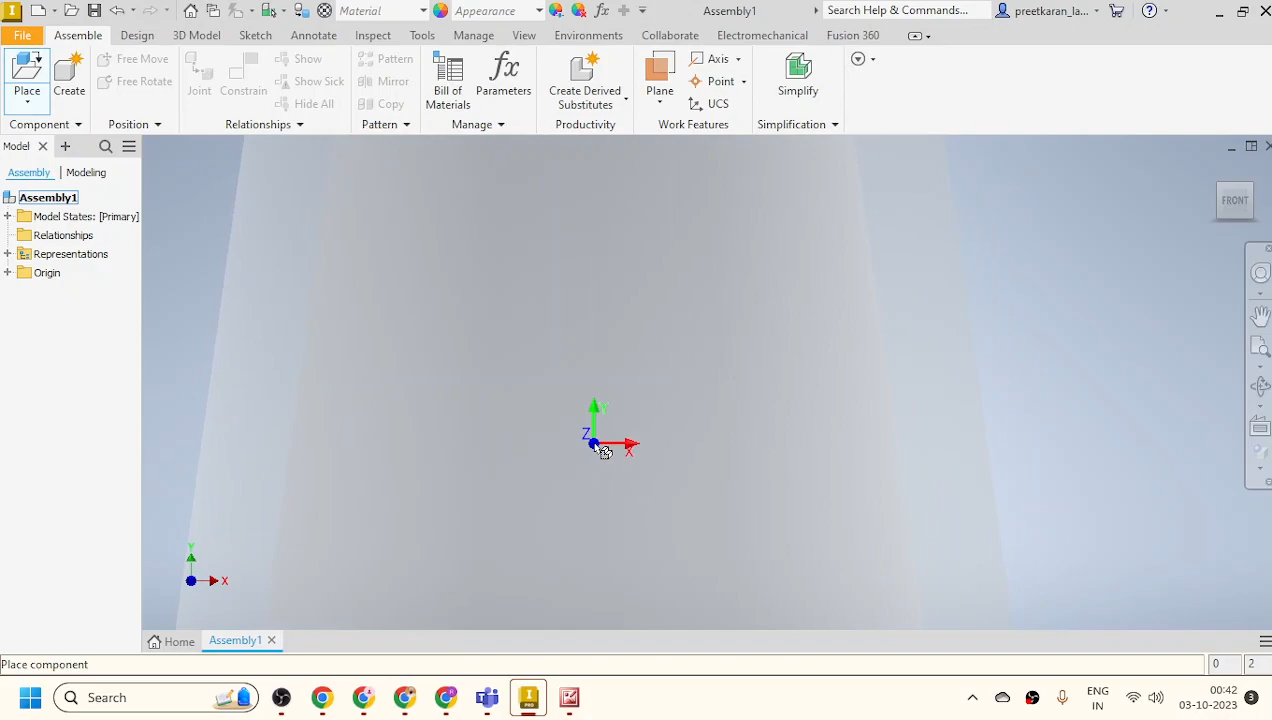 Material
Appearance
Assembly1
Search Help & Commands...
preetkaran_la...
File
Assemble
Design
3D Model
Sketch
Annotate
Inspect
Tools
Manage
View
Environments
Collaborate
Electromechanical
Fusion 360
Place
Create
Free Move
Free Rotate
Joint
Constrain
Show
Show Sick
Hide All
Pattern
Mirror
Copy
Bill of
Materials
fx
Parameters
Create Derived
Substitutes
Plane
Axis
Point
UCS
Simplify
Component
Position
Relationships
Pattern
Manage
Productivity
Work Features
Simplification
Model
Assembly
Modeling
Assembly1
Model States: [Primary]
Relationships
Representations
Origin
FRONT
Y
Z
X
Y
X
Home
Assembly1
Place component
0
2
Search
PRO
ENG
IN
00:42
03-10-2023
3